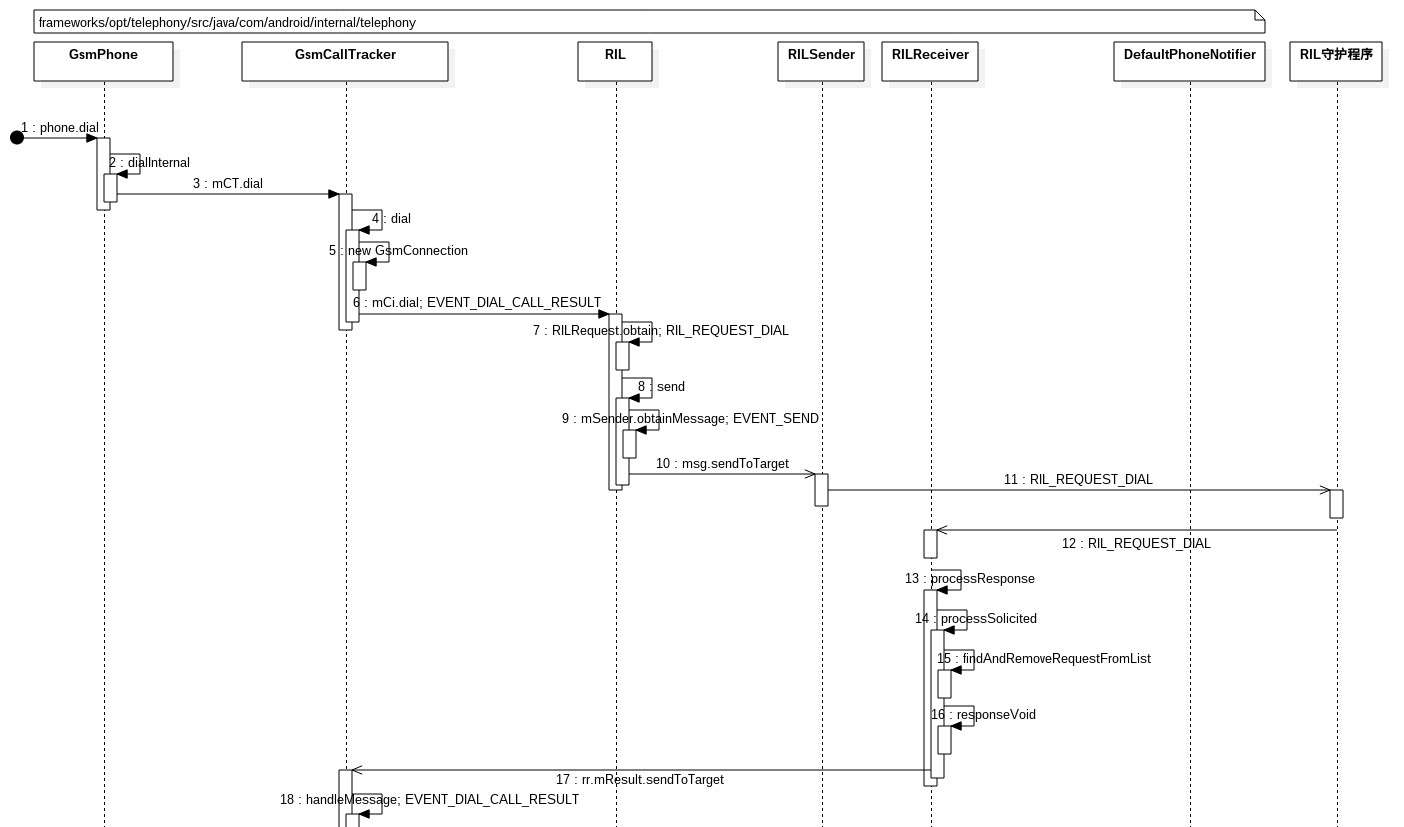 frameworks/opt/telephony/src/java/com/android/internal/telephony
GsmPhone
GsmCallTracker
RIL
RILSender
RILReceiver
DefaultPhoneNotifier
RIL守护程序
1 : phone.dial
2 : dialInternal
3 : mCT.dial
4 : dial
5 : new GsmConnection
6 : mCi.dial; EVENT_DIAL_CALL_RESULT
7 : RILRequest.obtain; RIL_REQUEST_DIAL
8 : send
9 : mSender.obtainMessage; EVENT_SEND
10 : msg.sendToTarget
11 : RIL_REQUEST_DIAL
12 : RIL_REQUEST_DIAL
13 : processResponse
14 : processSolicited
15 : findAndRemoveRequestFromList
16 : responseVoid
17 : rr.mResult.sendToTarget
18 : handleMessage; EVENT_DIAL_CALL_RESULT